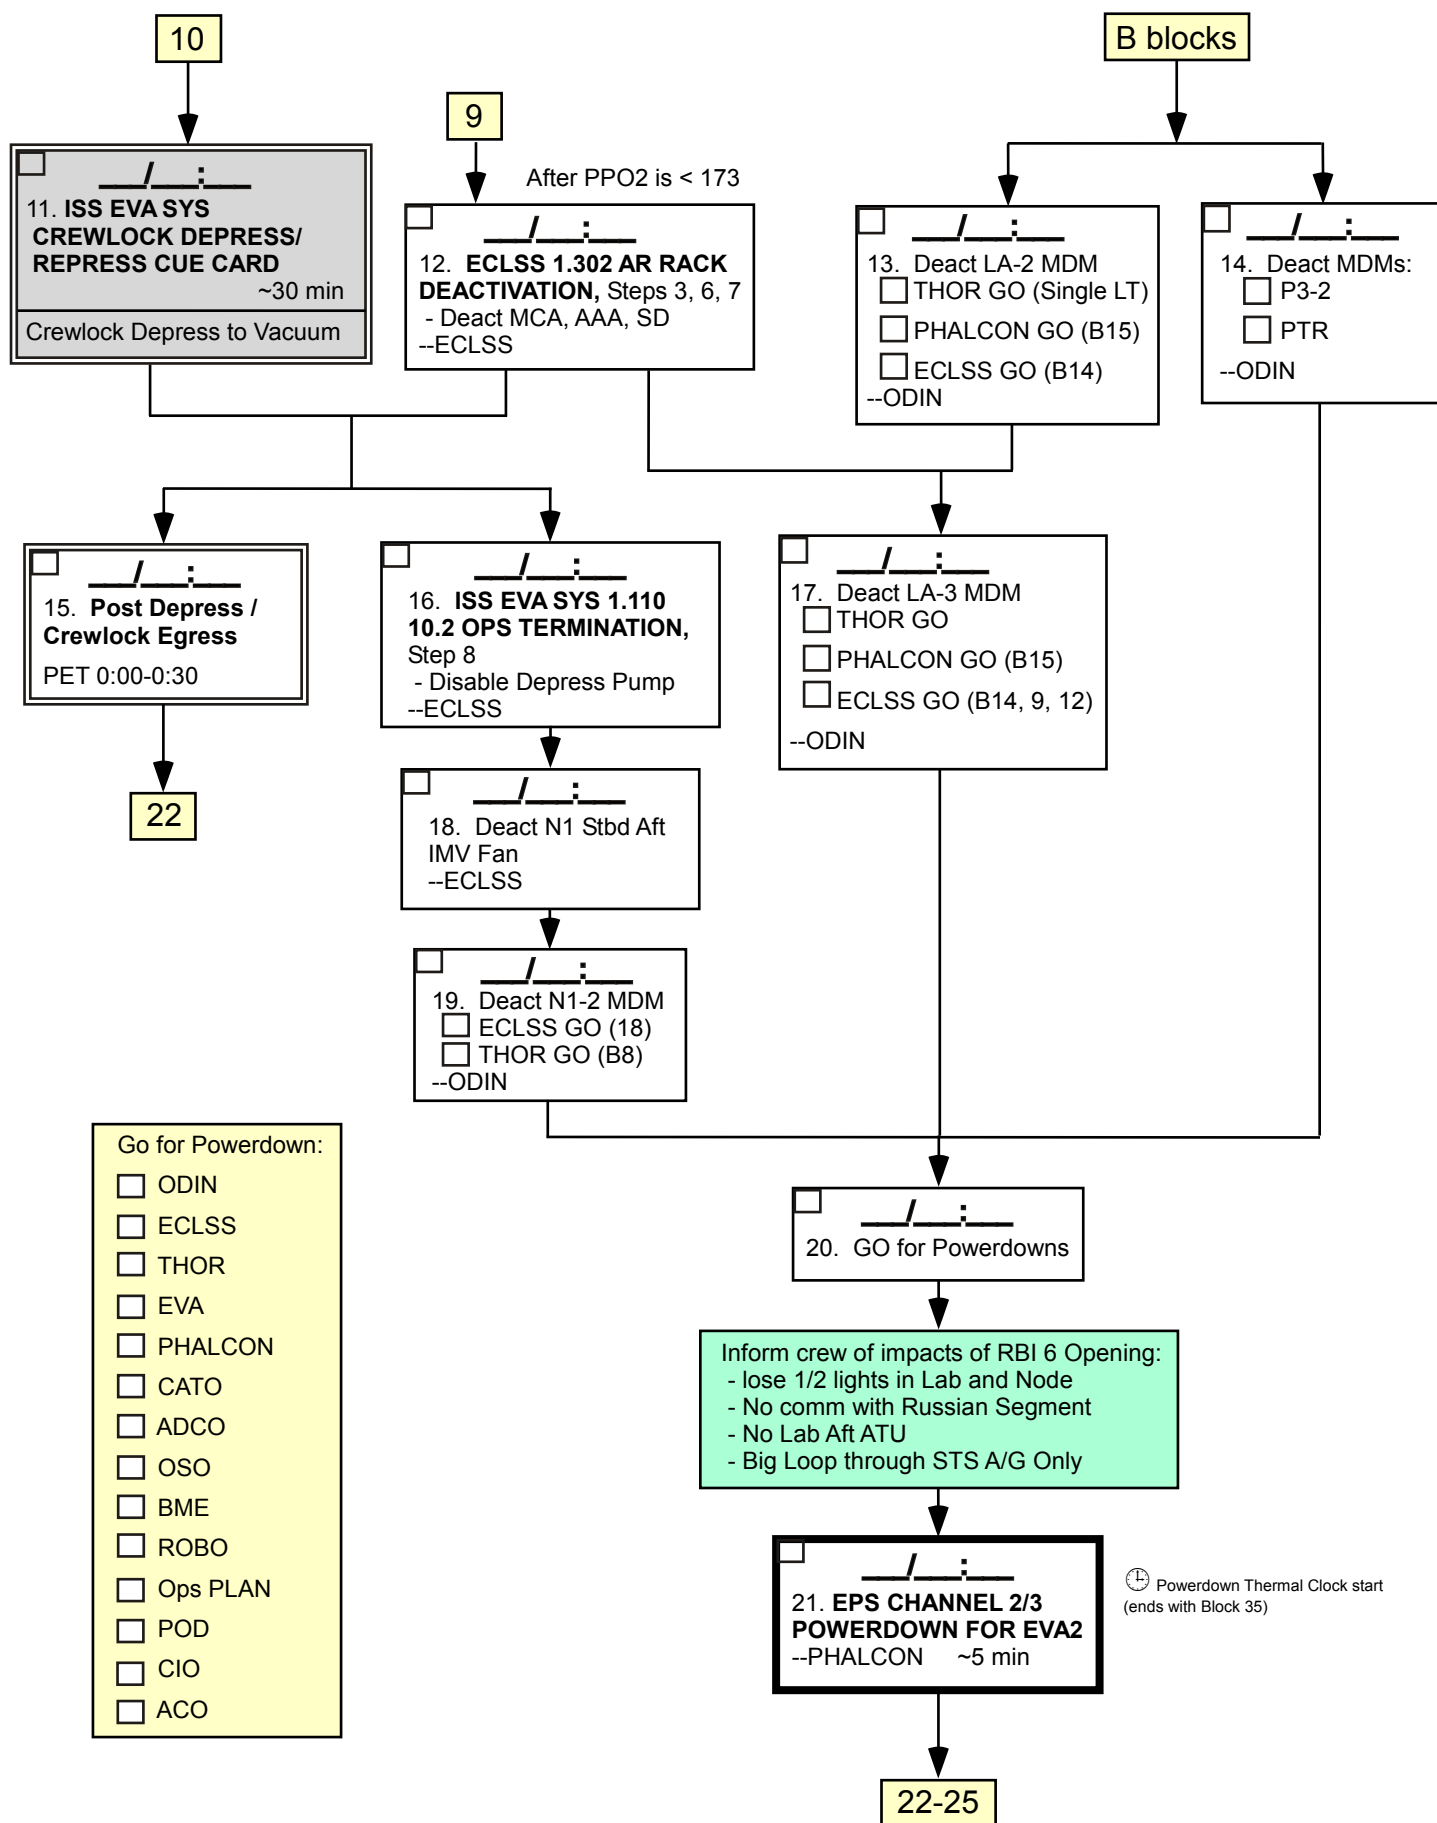 10
B blocks
9
After PPO2 is < 173
___/___:___
11. ISS EVA SYS
CREWLOCK DEPRESS/
REPRESS CUE CARD
~30 min
Crewlock Depress to Vacuum
___/___:___
12. ECLSS 1.302 AR RACK
DEACTIVATION, Steps 3, 6, 7
- Deact MCA, AAA, SD
--ECLSS
___/___:___
13. Deact LA-2 MDM
THOR GO (Single LT)
PHALCON GO (B15)
ECLSS GO (B14)
--ODIN
___/___:___
14. Deact MDMs:
P3-2
PTR
--ODIN
___/___:___
15. Post Depress /
Crewlock Egress
PET 0:00-0:30
22
___/___:___
16. ISS EVA SYS 1.110
10.2 OPS TERMINATION,
Step 8
- Disable Depress Pump
--ECLSS
___/___:___
17. Deact LA-3 MDM
THOR GO
PHALCON GO (B15)
ECLSS GO (B14, 9, 12)
--ODIN
___/___:___
18. Deact N1 Stbd Aft
IMV Fan
--ECLSS
___/___:___
19. Deact N1-2 MDM
ECLSS GO (18)
THOR GO (B8)
--ODIN
Go for Powerdown:
ODIN
ECLSS
THOR
EVA
PHALCON
CATO
ADCO
OSO
BME
ROBO
Ops PLAN
POD
CIO
ACO
___/___:___
20. GO for Powerdowns
Inform crew of impacts of RBI 6 Opening:
- lose 1/2 lights in Lab and Node
- No comm with Russian Segment
- No Lab Aft ATU
- Big Loop through STS A/G Only
___/___:___
21. EPS CHANNEL 2/3
POWERDOWN FOR EVA2
--PHALCON ~5 min
Powerdown Thermal Clock start
(ends with Block 35)
22-25